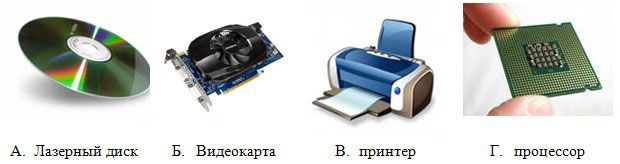 А. Лазерный диск Б. Видеокарта В. принтер Г. процессор